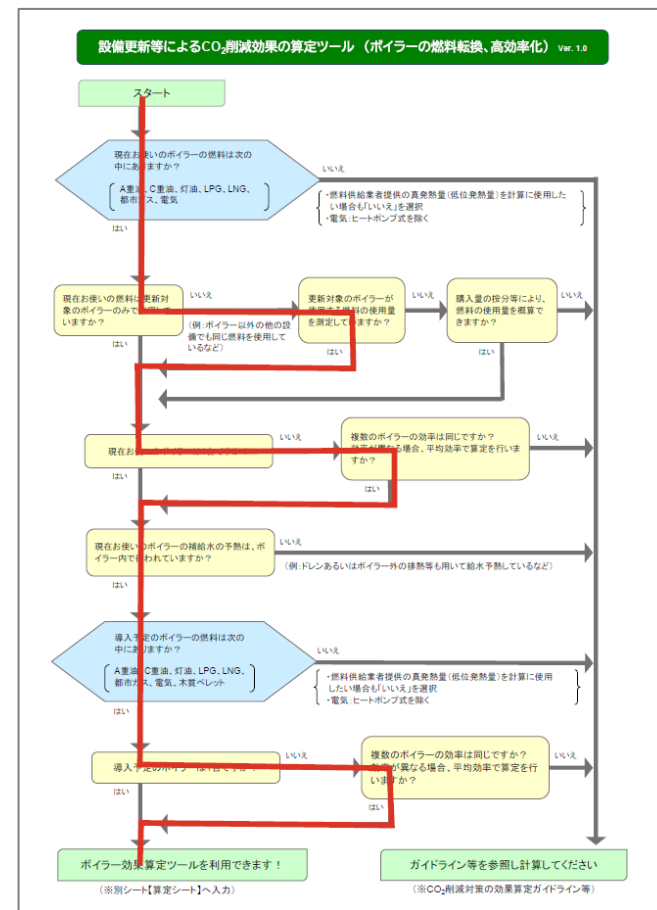 設備更新等によるCO₂削減効果の算定ツール （ボイラーの燃料転換、高効率化） Ver. 1.0
スタート
現在お使いのボイラーの燃料は次の
中にありますか？
A重油、C重油、灯油、LPG、LNG、
都市ガス、電気
いいえ
・燃料供給業者提供の真発熱量（低位発熱量）を計算に使用した
い場合も「いいえ」を選択
・電気：ヒートポンプ式を除く
はい
現在お使いの燃料は更新対
象のボイラーのみで
いますか？
いいえ
（例：ボイラー以外の他の設
備でも同じ燃料を使用して
いるなど）
はい
更新対象のボイラーが
使用する燃料の使用量
を測定していますか？
いいえ
はい
購入量の按分等により、
燃料の使用量を概算で
きますか？
いいえ
はい
現在お
いいえ
はい
複数のボイラーの効率は同じですか？
効率が異なる場合、平均効率で算定を行いま
すか？
いいえ
はい
現在お使いのボイラーの補給水の予熱は、ボ
イラー内で行われていますか？
いいえ
（例：ドレンあるいはボイラー外の排熱等も用いて給水予熱しているなど）
はい
導入予定のボイラーの燃料は次の
中にありますか？
A重油、C重油、灯油、LPG、LNG、
都市ガス、電気、木質ペレット
いいえ
・燃料供給業者提供の真発熱量（低位発熱量）を計算に使用
したい場合も「いいえ」を選択
・電気：ヒートポンプ式を除く
はい
導入予定のボイラーは1台ですか？
いいえ
はい
複数のボイラーの効率は同じですか？
効率が異なる場合、平均効率で算定を行
いますか？
いいえ
はい
ボイラー効果算定ツールを利用できます！
（※別シート【算定シート】へ入力）
ガイドライン等を参照し計算してください
（※CO₂削減対策の効果算定ガイドライン等）